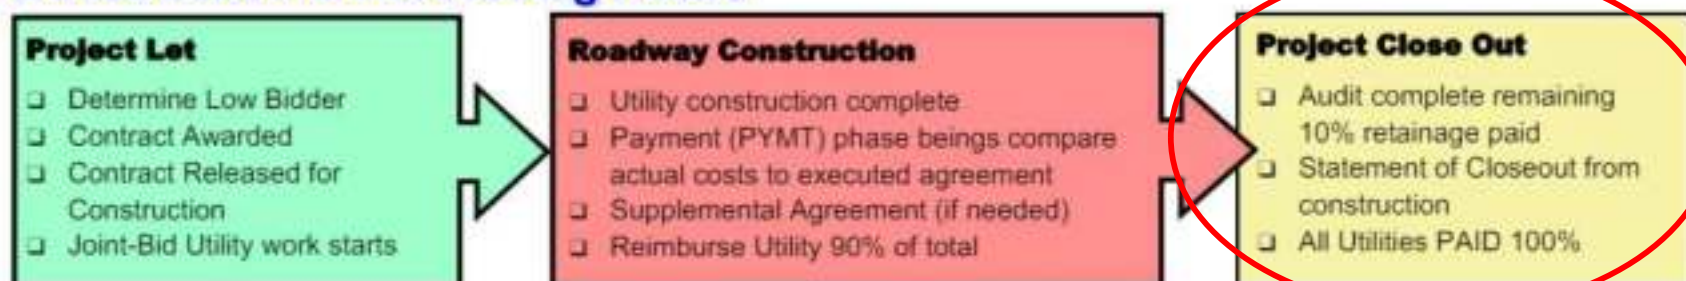 Project Let
❑ Determine Low Bidder
❑ Contract Awarded
❑ Contract Released for
Construction
❑ Joint-Bid Utility work starts
Roadway Construction
❑ Utility construction complete
❑ Payment (PYMT) phase beings compare
actual costs to executed agreement
❑ Supplemental Agreement (if needed)
❑ Reimburse Utility 90% of total
Project Close Out
❑ Audit complete remaining
10% retainage paid
❑ Statement of Closeout from
construction
❑ All Utilities PAID 100%